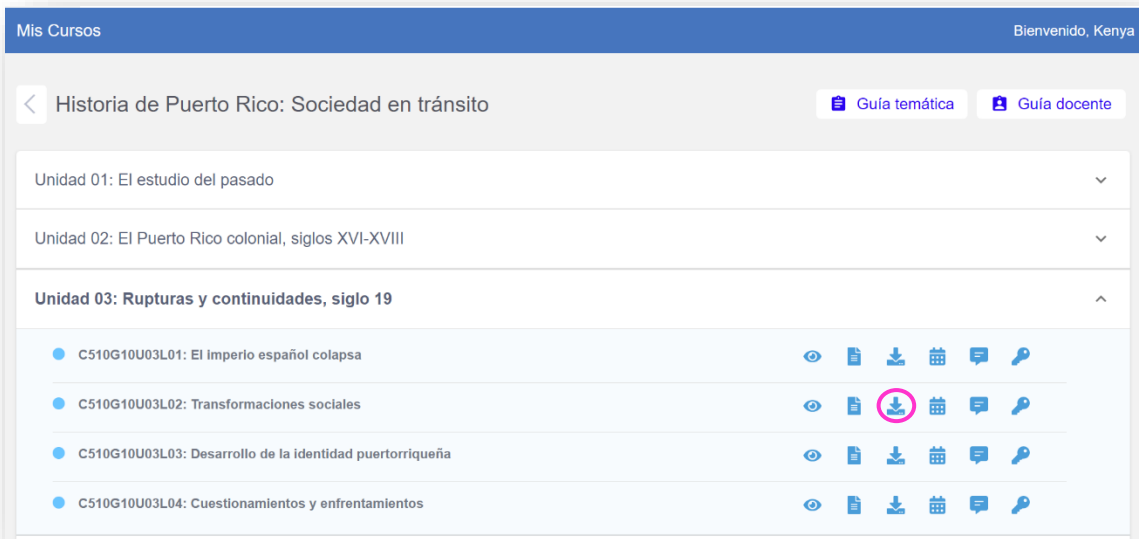 Mis Cursos
Bienvenido, Kenya
Historia de Puerto Rico: Sociedad en tránsito
Guía temática
Guía docente
Unidad 01: El estudio del pasado
Unidad 02: El Puerto Rico colonial, siglos XVI-XVIII
Unidad 03: Rupturas y continuidades, siglo 19
C510G10U03L01: El imperio español colapsa
C510G10U03L02: Transformaciones sociales
C510G10U03L03: Desarrollo de la identidad puertorriqueña
C510G10U03L04: Cuestionamientos y enfrentamientos